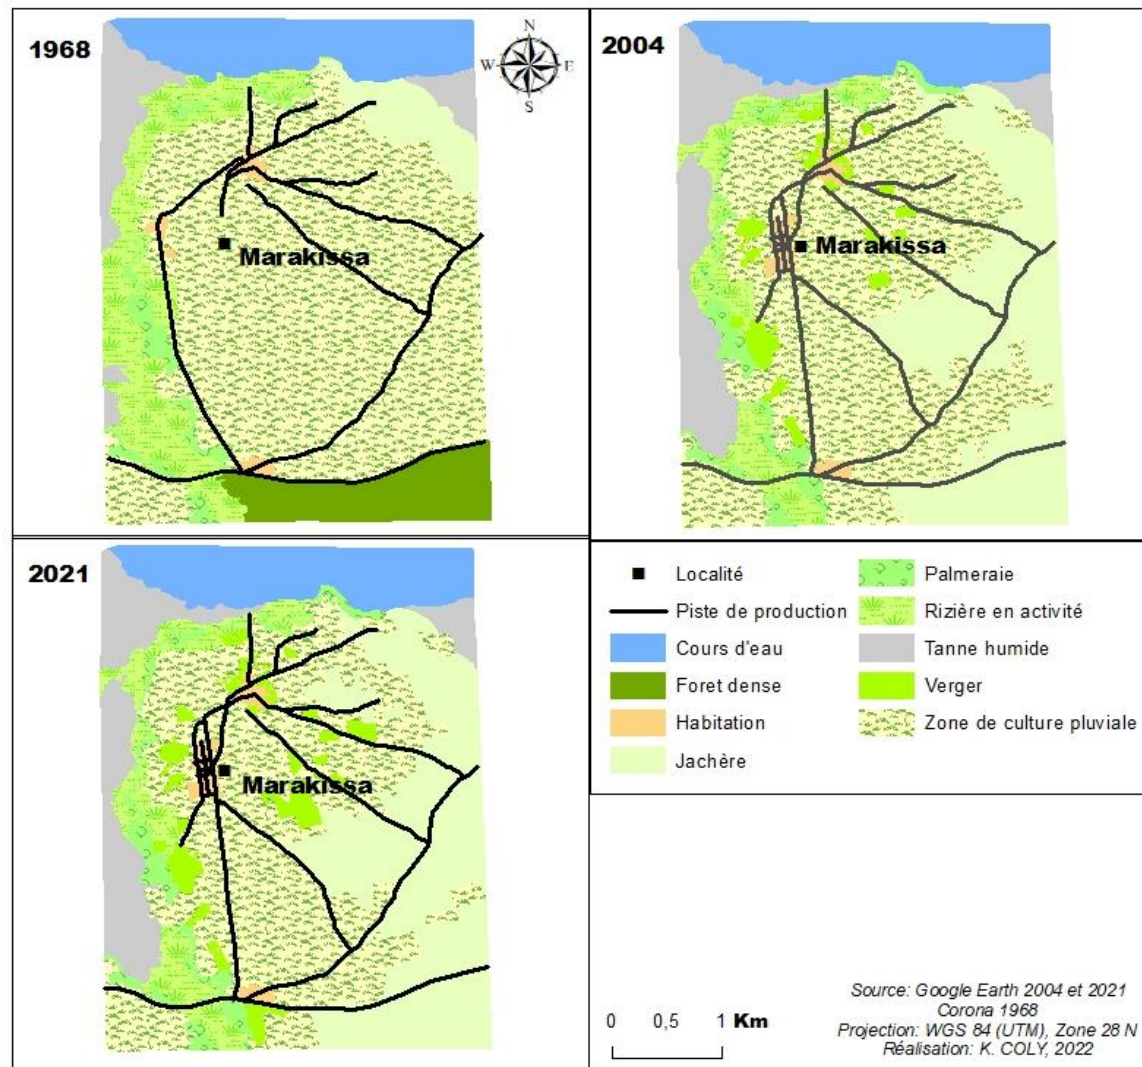 1968
N
W E
S
Marakissa
2004
Marakissa
2021
Marakissa
Localité
Piste de production
Cours d'eau
Foret dense
Habitation
Jachère
Palmeraie
Rizière en activité
Tanne humide
Verger
Zone de culture pluviale
0 0,5 1 Km
Source: Google Earth 2004 et 2021
Corona 1968
Projection: WGS 84 (UTM), Zone 28 N
Réalisation: K. COLY, 2022